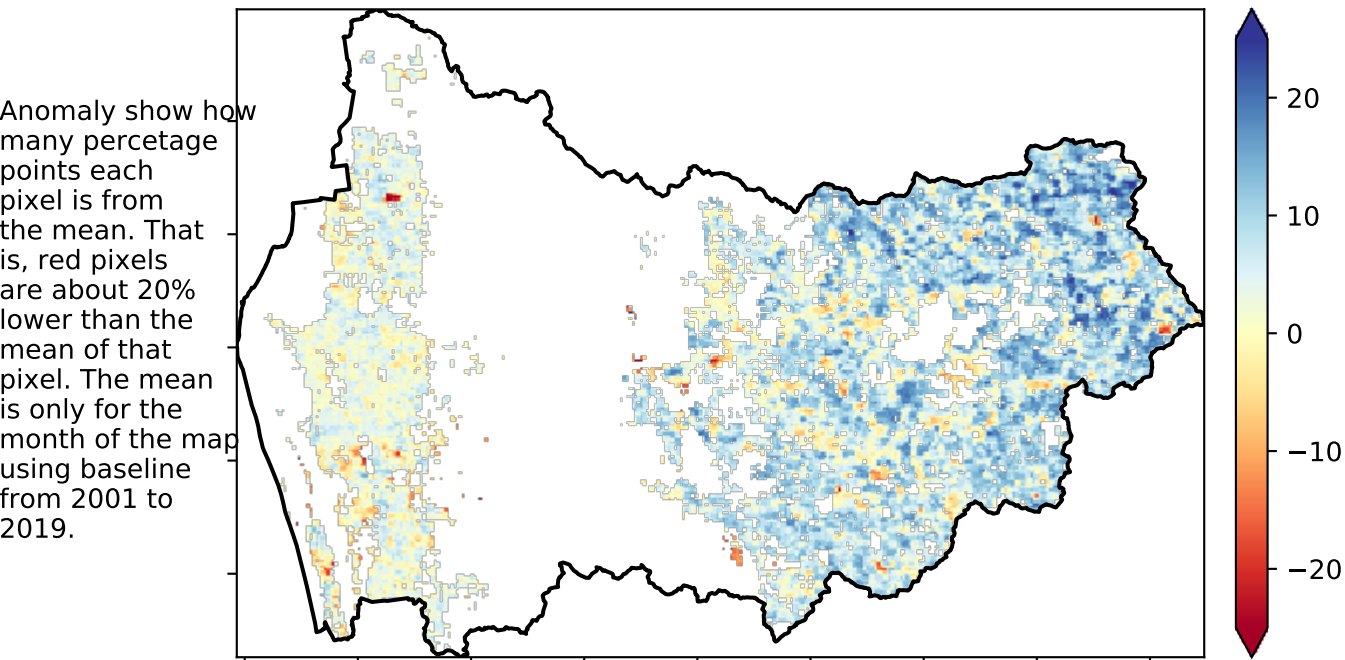 Anomaly show how
many percetage
points each
pixel is from
the mean. That
is, red pixels
are about 20%
lower than the
mean of that
pixel. The mean
is only for the
month of the map
using baseline
from 2001 to
2019.
20
10
0
−10
−20